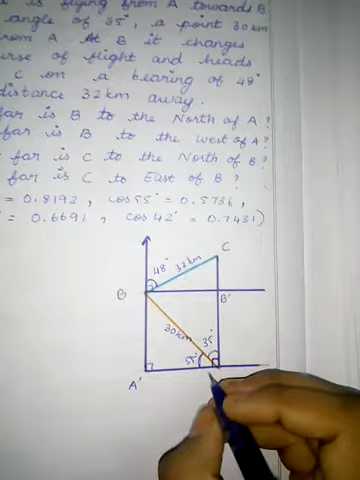 is flying from A towards B
angle of 35°, a point 30 km
from A. At B it changes
of flight and heads
C on a bearing of 48°
distance 32 km away.
far is B to the North of A?
far is B to the West of A?
far is C to the North of B?
far is C to East of B?
= 0.8192, cos 55° = 0.5736,
= 0.6691, cos 42° = 0.7431)
C
48°
32 km
B
B'
30 km
35°
55°
A'